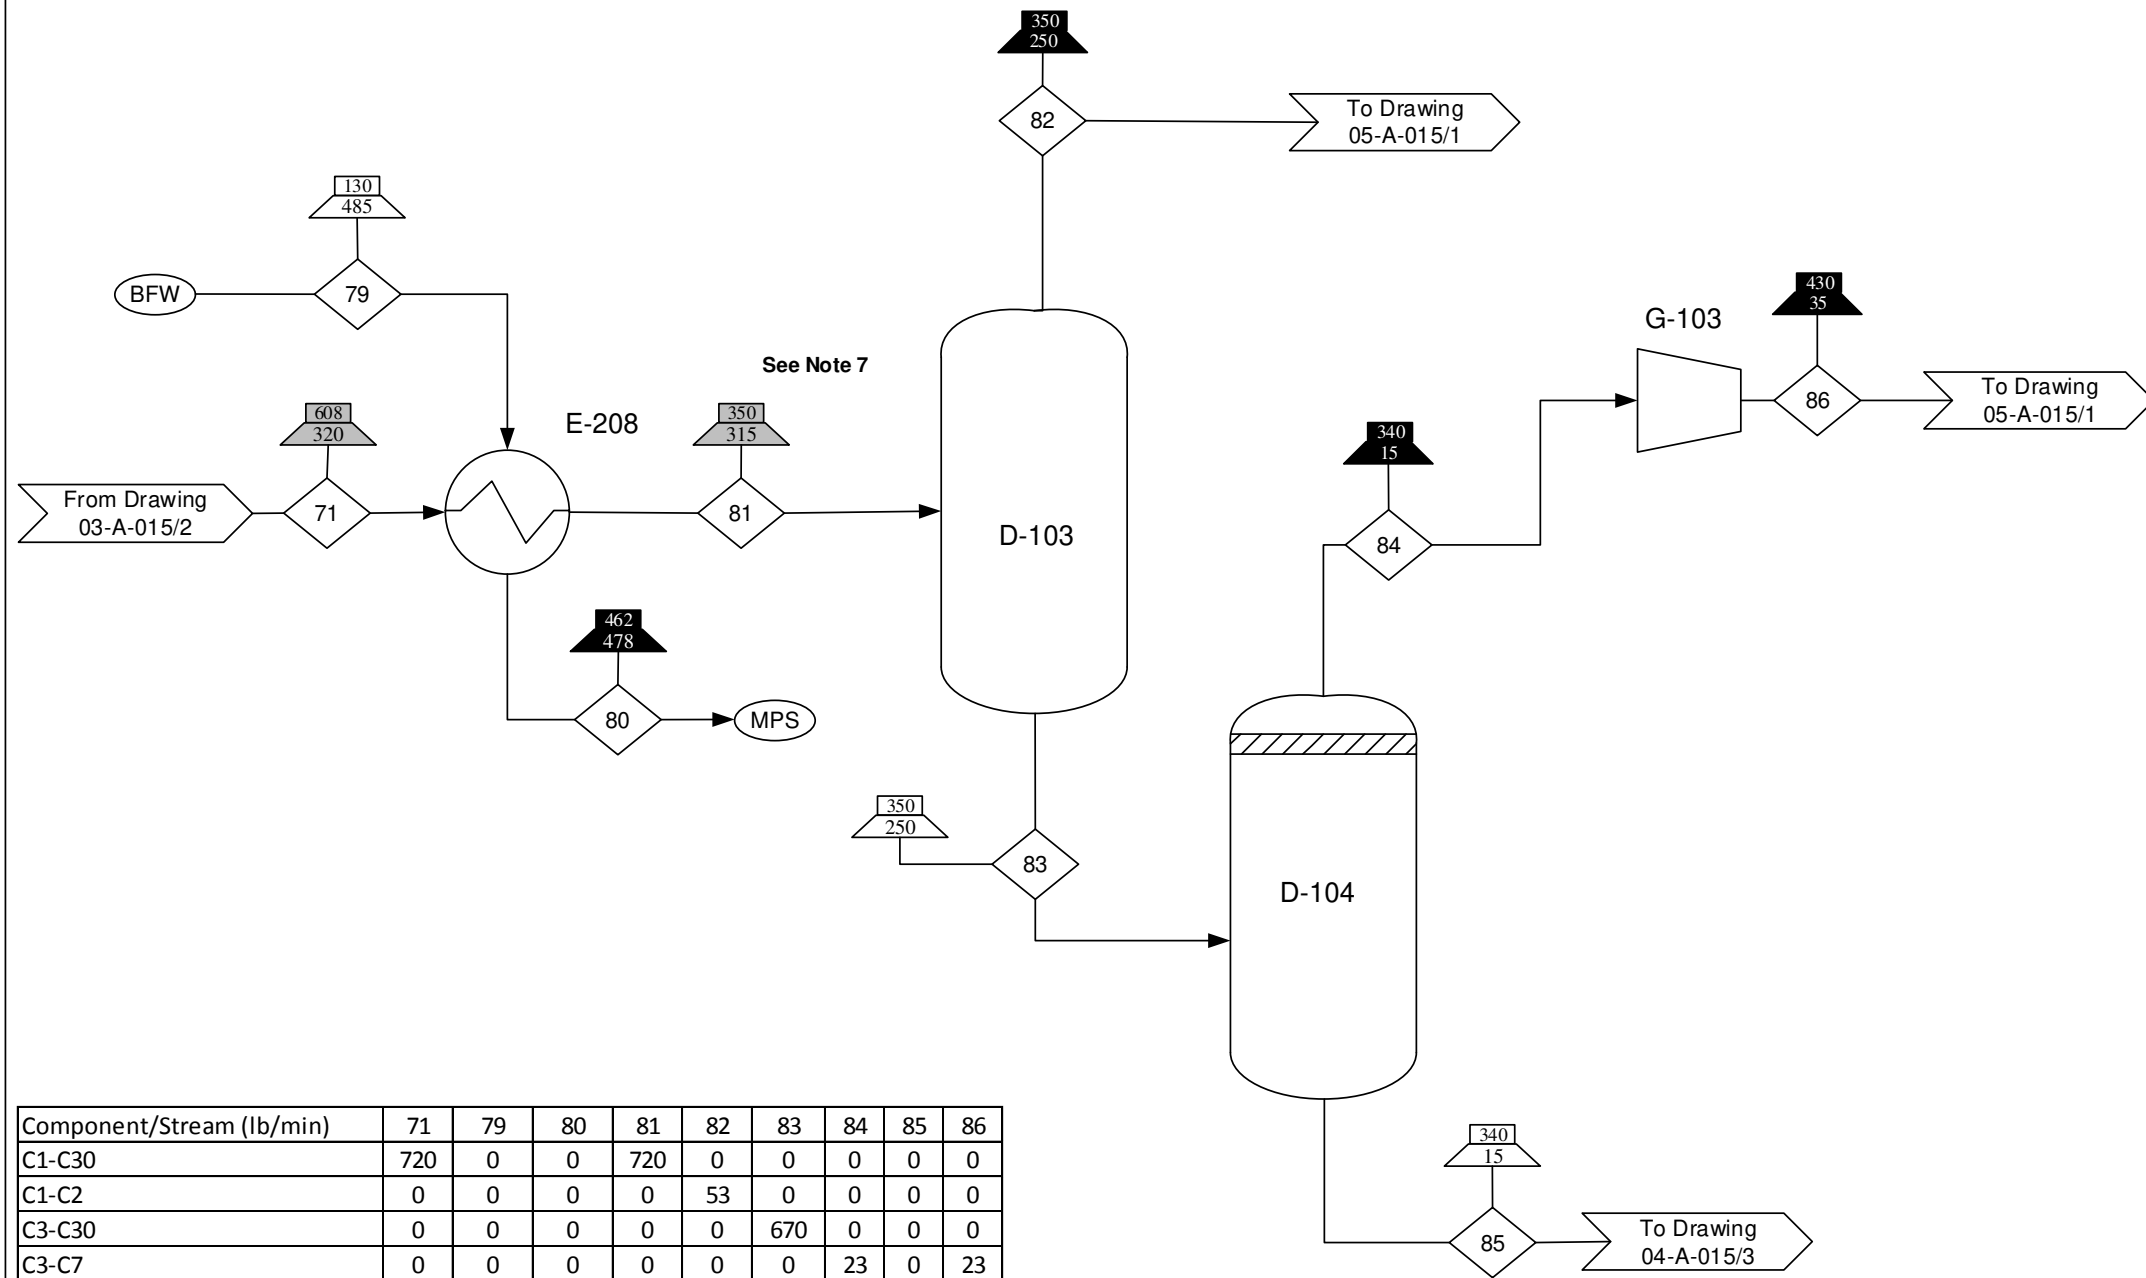 350
250
82
To Drawing
05-A-015/1
130
485
BFW
79
430
35
G-103
86
To Drawing
05-A-015/1
See Note 7
608
320
E-208
350
315
From Drawing
03-A-015/2
71
81
D-103
340
15
84
462
478
80
MPS
350
250
83
D-104
Component/Stream (lb/min) 71 79 80 81 82 83 84 85 86
C1-C30 720 0 0 720 0 0 0 0 0
C1-C2 0 0 0 0 53 0 0 0 0
C3-C30 0 0 0 0 0 670 0 0 0
C3-C7 0 0 0 0 0 0 23 0 23
340
15
85
To Drawing
04-A-015/3